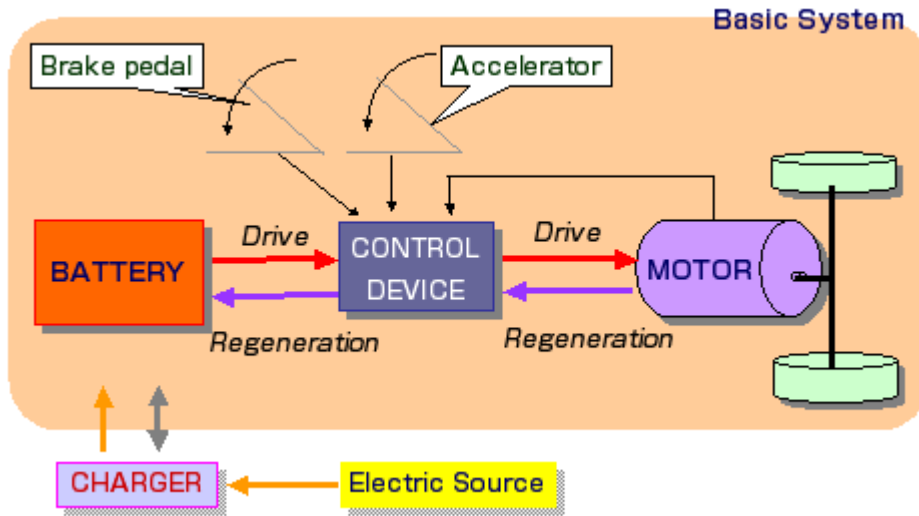 Basic System
Brake pedal
Accelerator
Drive
Drive
BATTERY
CONTROL
DEVICE
MOTOR
Regeneration
Regeneration
CHARGER
Electric Source